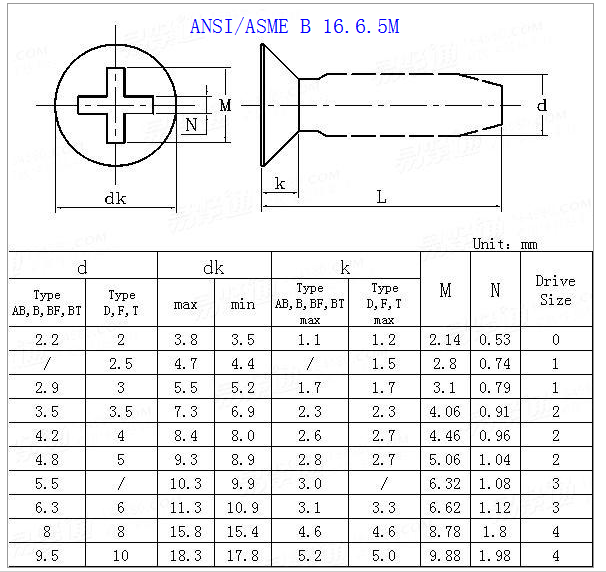 ANSI/ASME B 16.6.5M
M
N
d
dk
k
L
Unit: mm
d dk k M N Drive Size
Type AB,B,BF,BT Type D,F,T max min Type AB,B,BF,BT max Type D,F,T max
2.2 2 3.8 3.5 1.1 1.2 2.14 0.53 0
/ 2.5 4.7 4.4 / 1.5 2.8 0.74 1
2.9 3 5.5 5.2 1.7 1.7 3.1 0.79 1
3.5 3.5 7.3 6.9 2.3 2.3 4.06 0.91 2
4.2 4 8.4 8.0 2.6 2.7 4.46 0.96 2
4.8 5 9.3 8.9 2.8 2.7 5.06 1.04 2
5.5 / 10.3 9.9 3.0 / 6.32 1.08 3
6.3 6 11.3 10.9 3.1 3.3 6.62 1.12 3
8 8 15.8 15.4 4.6 4.6 8.78 1.8 4
9.5 10 18.3 17.8 5.2 5.0 9.88 1.98 4